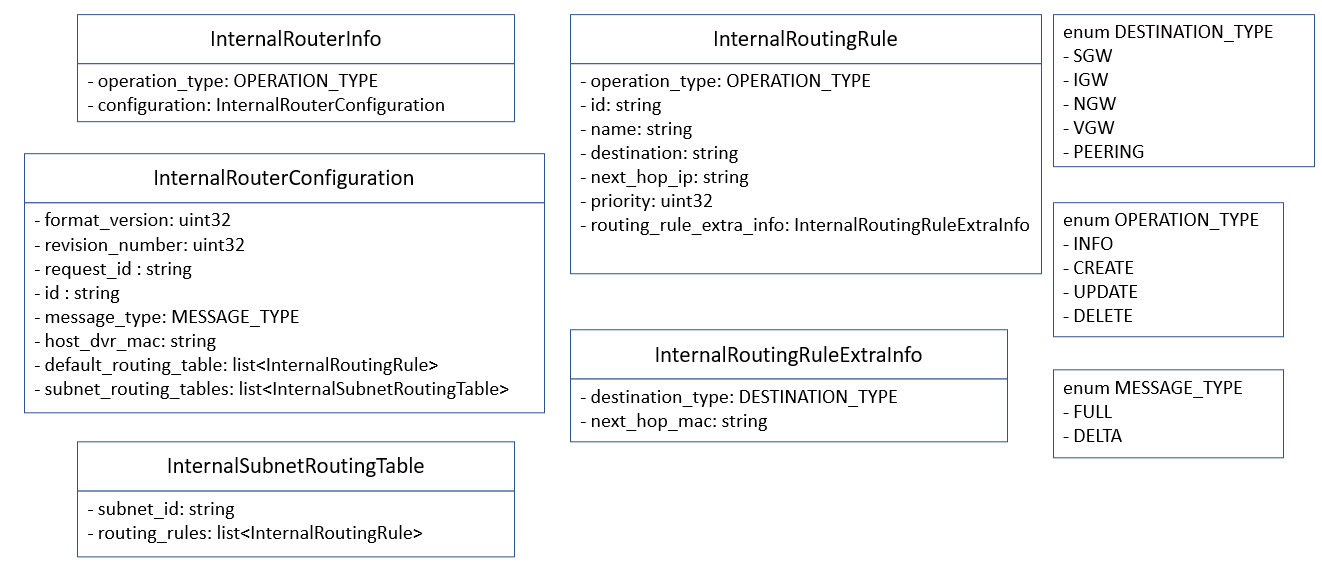 InternalRouterInfo
- operation_type: OPERATION_TYPE
- configuration: InternalRouterConfiguration
InternalRouterConfiguration
- format_version: uint32
- revision_number: uint32
- request_id : string
- id : string
- message_type: MESSAGE_TYPE
- host_dvr_mac: string
- default_routing_table: list<InternalRoutingRule>
- subnet_routing_tables: list<InternalSubnetRoutingTable>
InternalSubnetRoutingTable
- subnet_id: string
- routing_rules: list<InternalRoutingRule>
InternalRoutingRule
- operation_type: OPERATION_TYPE
- id: string
- name: string
- destination: string
- next_hop_ip: string
- priority: uint32
- routing_rule_extra_info: InternalRoutingRuleExtraInfo
InternalRoutingRuleExtraInfo
- destination_type: DESTINATION_TYPE
- next_hop_mac: string
enum DESTINATION_TYPE
- SGW
- IGW
- NGW
- VGW
- PEERING
enum OPERATION_TYPE
- INFO
- CREATE
- UPDATE
- DELETE
enum MESSAGE_TYPE
- FULL
- DELTA